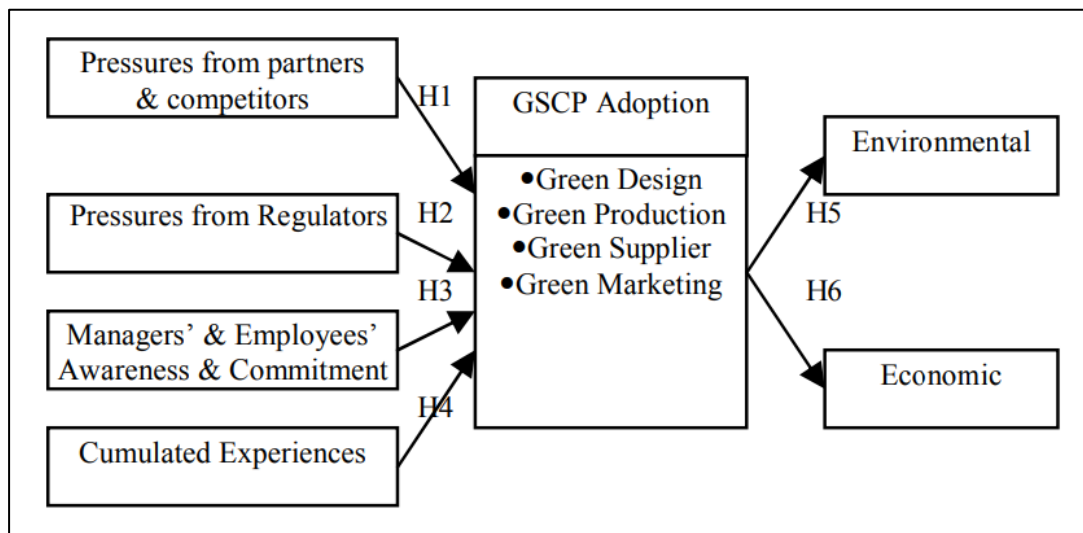 Pressures from partners
& competitors
H1
GSCP Adoption
Environmental
•Green Design
•Green Production
•Green Supplier
•Green Marketing
Pressures from Regulators
H2
H5
H3
H6
Managers’ & Employees’
Awareness & Commitment
Economic
H4
Cumulated Experiences